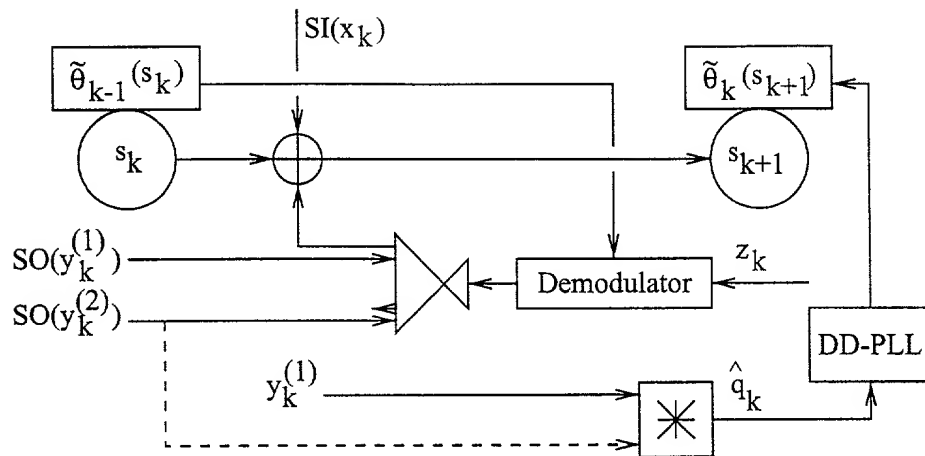 SI(x_k)
θ̃_{k-1}(s_k)
θ̃_k(s_{k+1})
s_k
s_{k+1}
SO(y_k^{(1)})
z_k
Demodulator
SO(y_k^{(2)})
DD-PLL
y_k^{(1)}
q̂_k